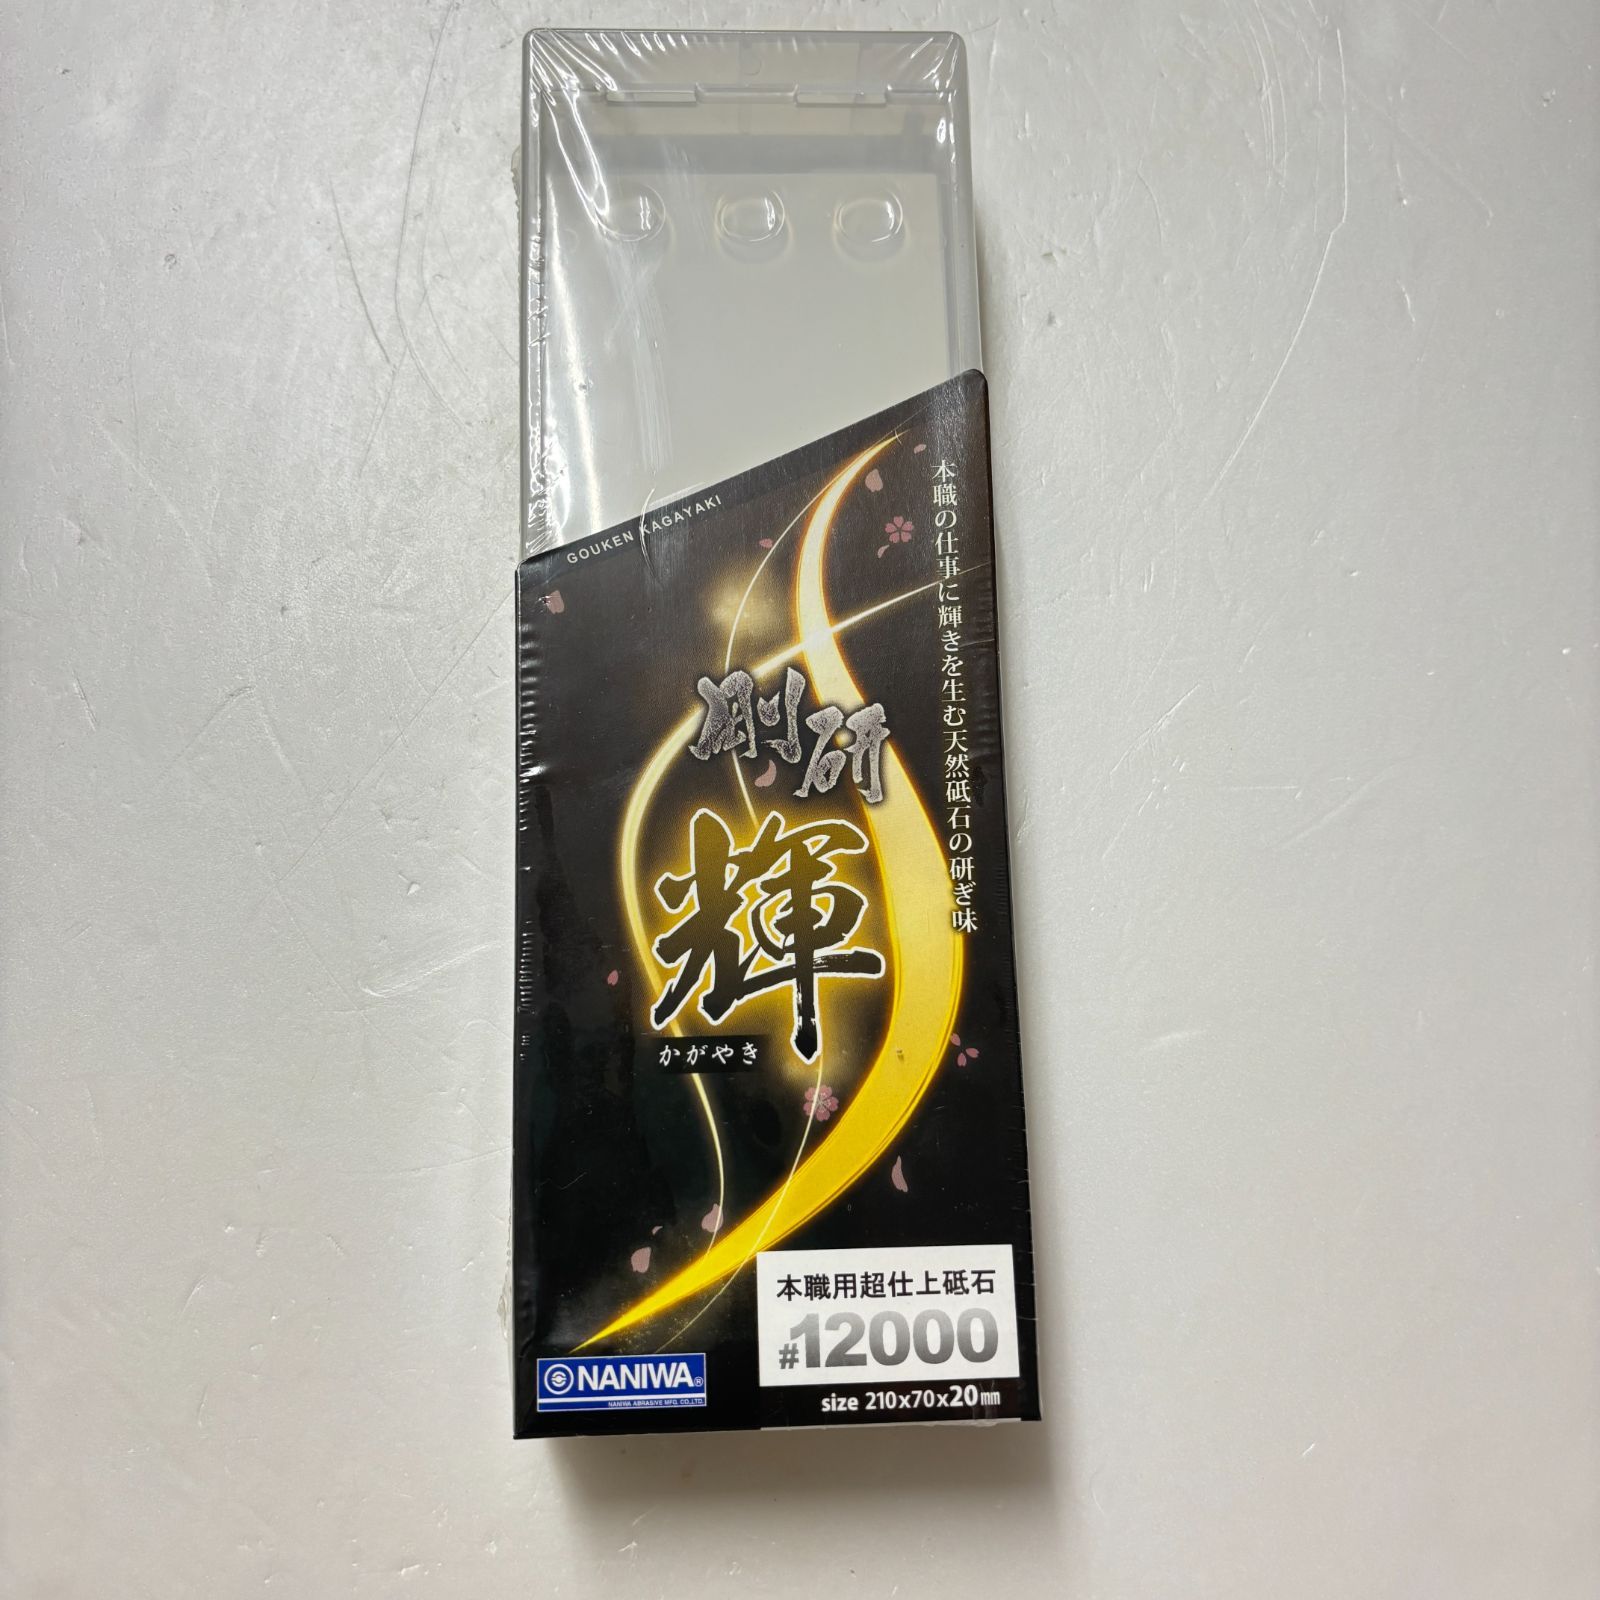 GOUKEN KAGAYAKI
本職の仕事に輝きを生む天然砥石の研ぎ味
剛研
輝
かがやき
本職用超仕上砥石
#12000
size 210x70x20mm
NANIWA®
NANIWA ABRASIVE MFG. CO.,LTD.